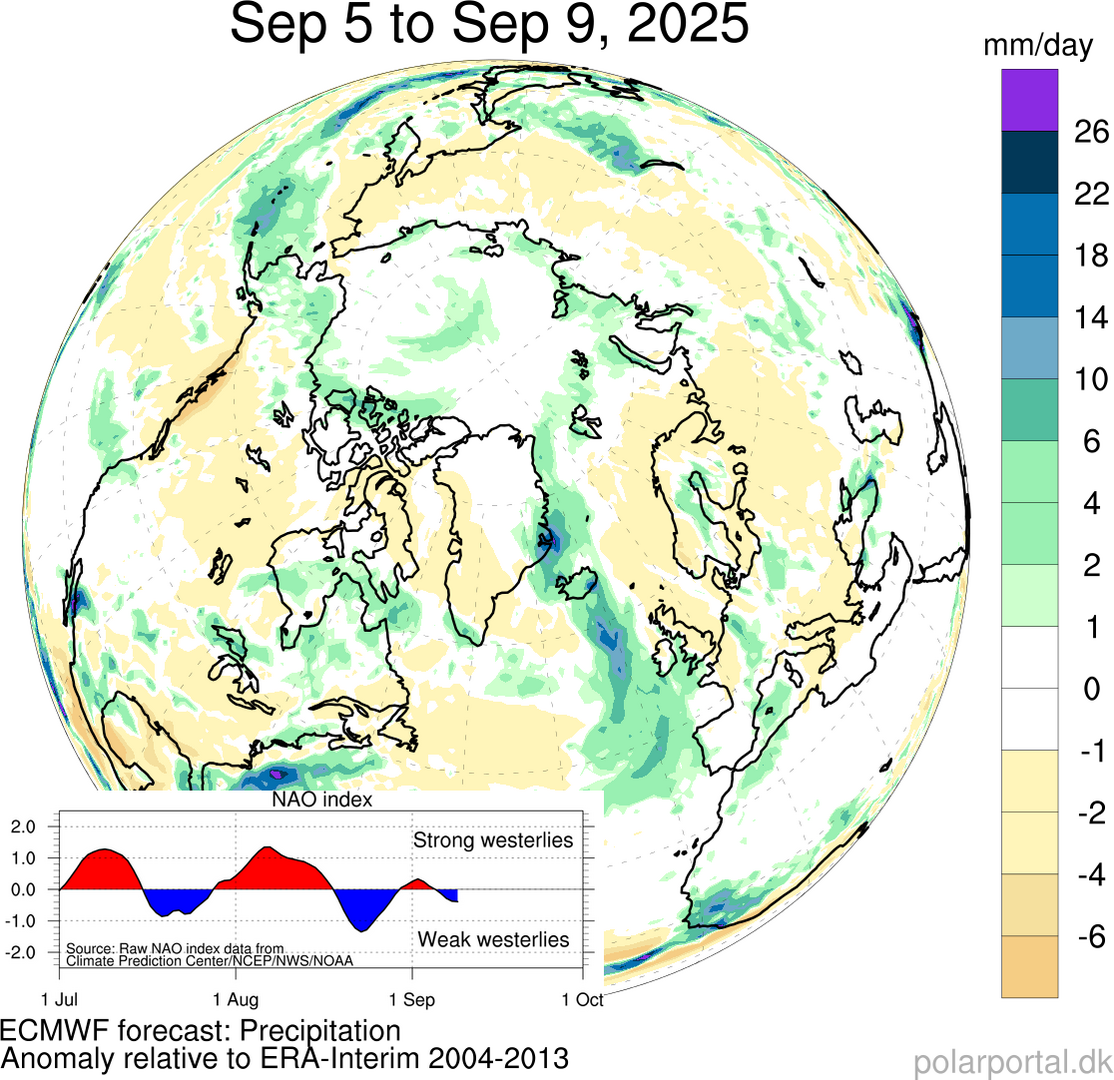 Sep 5 to Sep 9, 2025
mm/day
26
22
18
14
10
6
4
2
1
0
-1
-2
-4
-6
NAO index
2.0
1.0
0.0
-1.0
-2.0
Strong westerlies
Weak westerlies
Source: Raw NAO index data from
Climate Prediction Center/NCEP/NWS/NOAA
1 Jul 1 Aug 1 Sep 1 Oct
ECMWF forecast: Precipitation
Anomaly relative to ERA-Interim 2004-2013
polarportal.dk